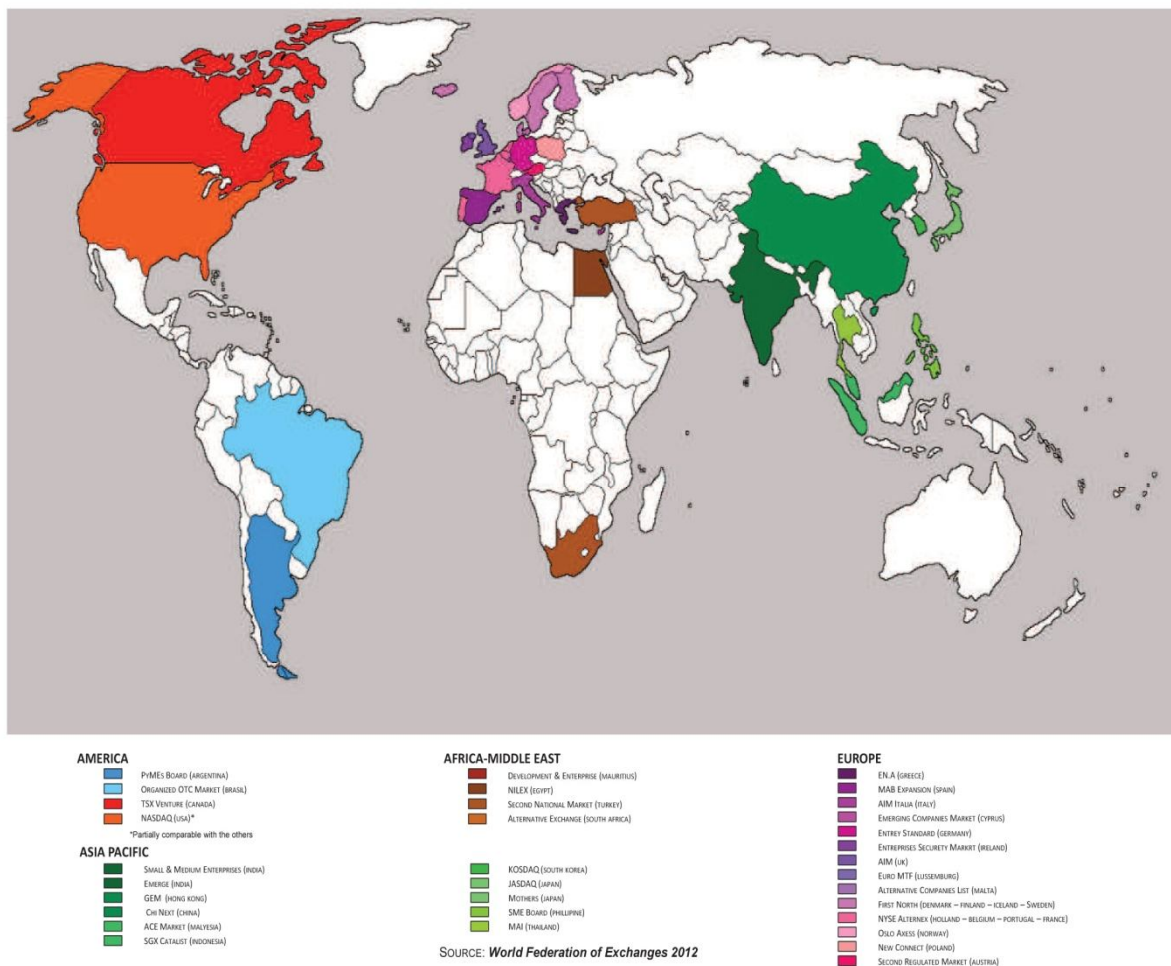 AMERICA
PYMES BOARD (ARGENTINA)
ORGANIZED OTC MARKET (BRASIL)
TSX VENTURE (CANADA)
NASDAQ (USA)*
*Partially comparable with the others
ASIA PACIFIC
SMALL & MEDIUM ENTERPRISES (INDIA)
EMERGE (INDIA)
GEM (HONG KONG)
CHI NEXT (CHINA)
ACE MARKET (MALYESIA)
SGX CATALIST (INDONESIA)
AFRICA-MIDDLE EAST
DEVELOPMENT & ENTERPRISE (MAURITIUS)
NILEX (EGYPT)
SECOND NATIONAL MARKET (TURKEY)
ALTERNATIVE EXCHANGE (SOUTH AFRICA)
KOSDAQ (SOUTH KOREA)
JASDAQ (JAPAN)
MOTHERS (JAPAN)
SME BOARD (PHILLIPINE)
MAI (THAILAND)
SOURCE: World Federation of Exchanges 2012
EUROPE
EN.A (GREECE)
MAB EXPANSION (SPAIN)
AIM ITALIA (ITALY)
EMERGING COMPANIES MARKET (CYPRUS)
ENTREY STANDARD (GERMANY)
ENTREPRISES SECURETY MARKRT (IRELAND)
AIM (UK)
EURO MTF (LUSSEMBURG)
ALTERNATIVE COMPANIES LIST (MALTA)
FIRST NORTH (DENMARK – FINLAND – ICELAND – SWEDEN)
NYSE ALTERNEX (HOLLAND – BELGIUM – PORTUGAL – FRANCE)
OSLO AXESS (NORWAY)
NEW CONNECT (POLAND)
SECOND REGULATED MARKET (AUSTRIA)